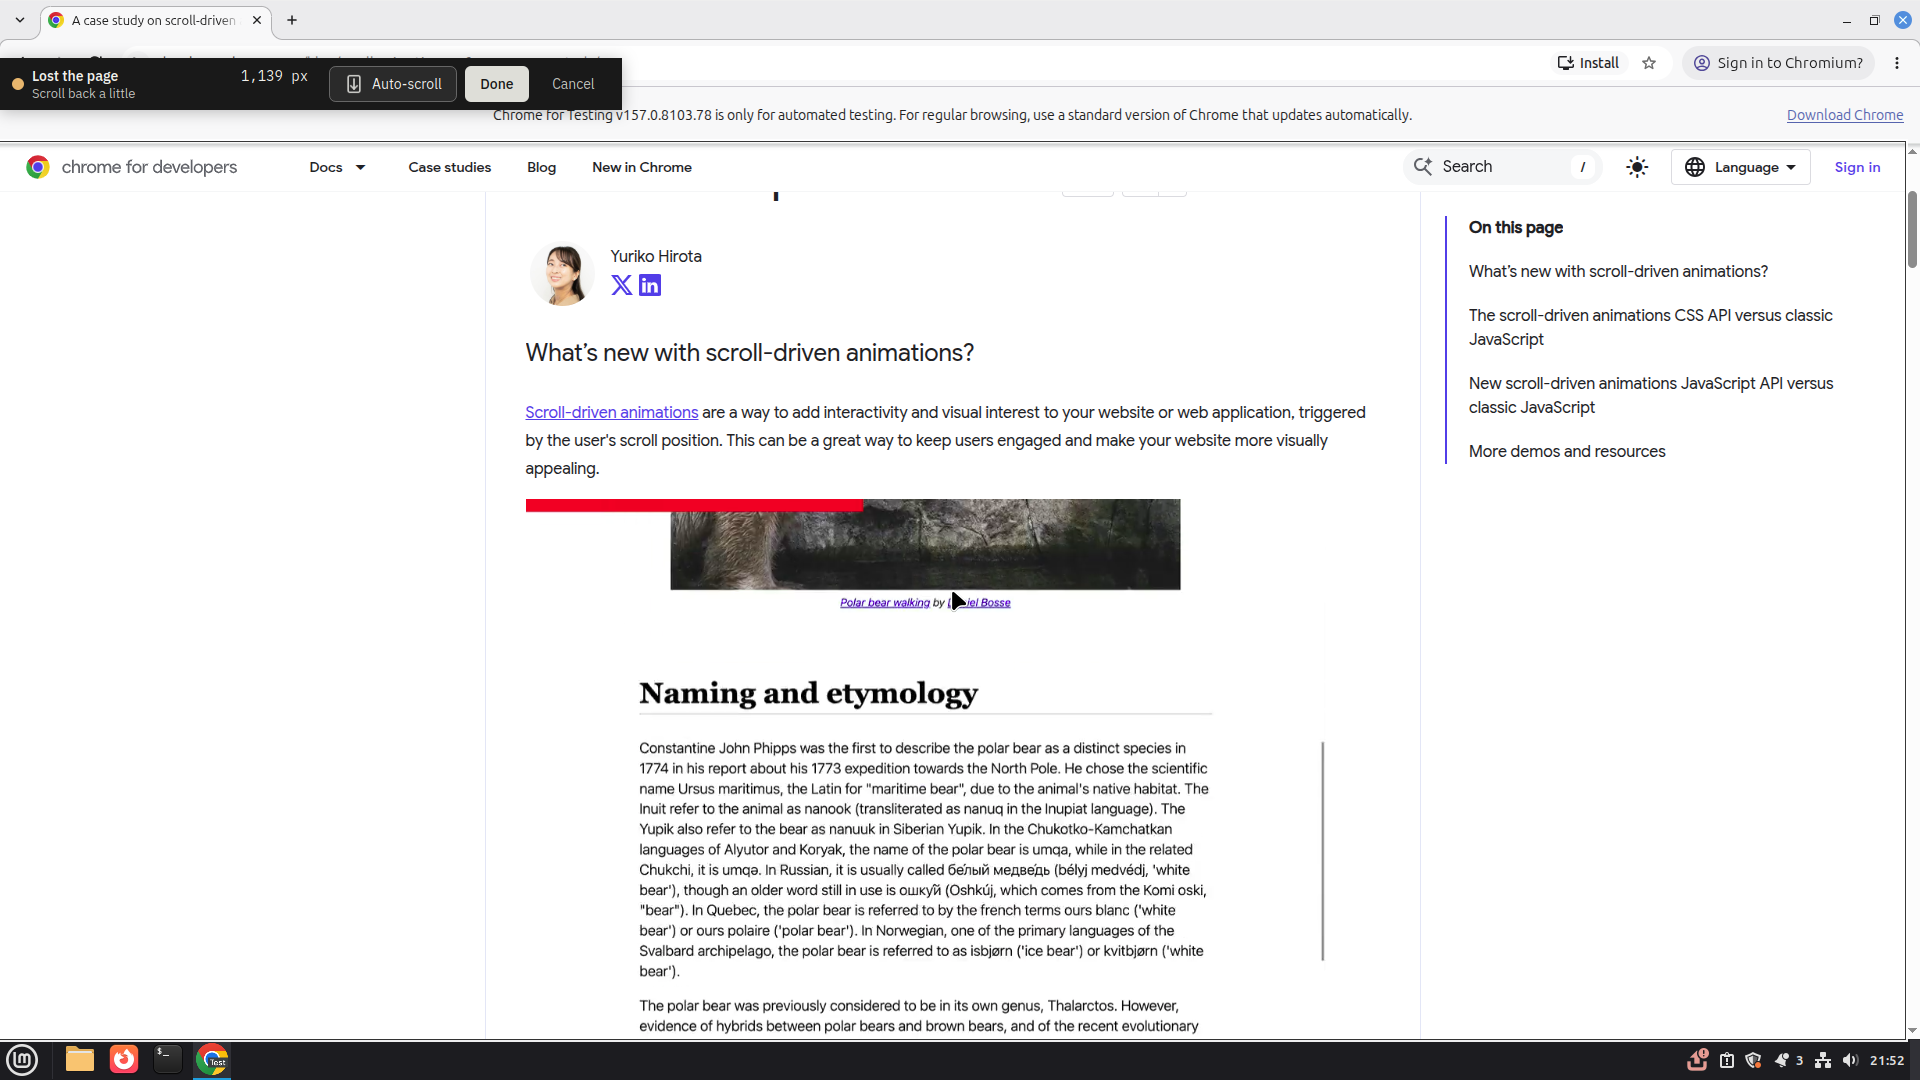 A case study on scroll-driven
Lost the page
Scroll back a little
1,139 px
Auto-scroll
Done
Cancel
Install
Sign in to Chromium?
Chrome for Testing v157.0.8103.78 is only for automated testing. For regular browsing, use a standard version of Chrome that updates automatically.
Download Chrome
chrome for developers
Docs
Case studies
Blog
New in Chrome
Search
/
Language
Sign in
Yuriko Hirota
What’s new with scroll-driven animations?
Scroll-driven animations are a way to add interactivity and visual interest to your website or web application, triggered
by the user's scroll position. This can be a great way to keep users engaged and make your website more visually
appealing.
Polar bear walking by
Bosse
Naming and etymology
Constantine John Phipps was the first to describe the polar bear as a distinct species in
1774 in his report about his 1773 expedition towards the North Pole. He chose the scientific
name Ursus maritimus, the Latin for "maritime bear", due to the animal's native habitat. The
Inuit refer to the animal as nanook (transliterated as nanuq in the Inupiat language). The
Yupik also refer to the bear as nanuuk in Siberian Yupik. In the Chukotko-Kamchatkan
languages of Alyutor and Koryak, the name of the polar bear is umqa, while in the related
Chukchi, it is umqə. In Russian, it is usually called бе́лый медве́дь (bélyj medvédj, 'white
bear'), though an older word still in use is ошку́й (Oshkúj, which comes from the Komi oski,
"bear"). In Quebec, the polar bear is referred to by the french terms ours blanc ('white
bear') or ours polaire ('polar bear'). In Norwegian, one of the primary languages of the
Svalbard archipelago, the polar bear is referred to as isbjørn ('ice bear') or kvitbjørn ('white
bear').
The polar bear was previously considered to be in its own genus, Thalarctos. However,
evidence of hybrids between polar bears and brown bears, and of the recent evolutionary
On this page
What’s new with scroll-driven animations?
The scroll-driven animations CSS API versus classic
JavaScript
New scroll-driven animations JavaScript API versus
classic JavaScript
More demos and resources
Test
3
21:52